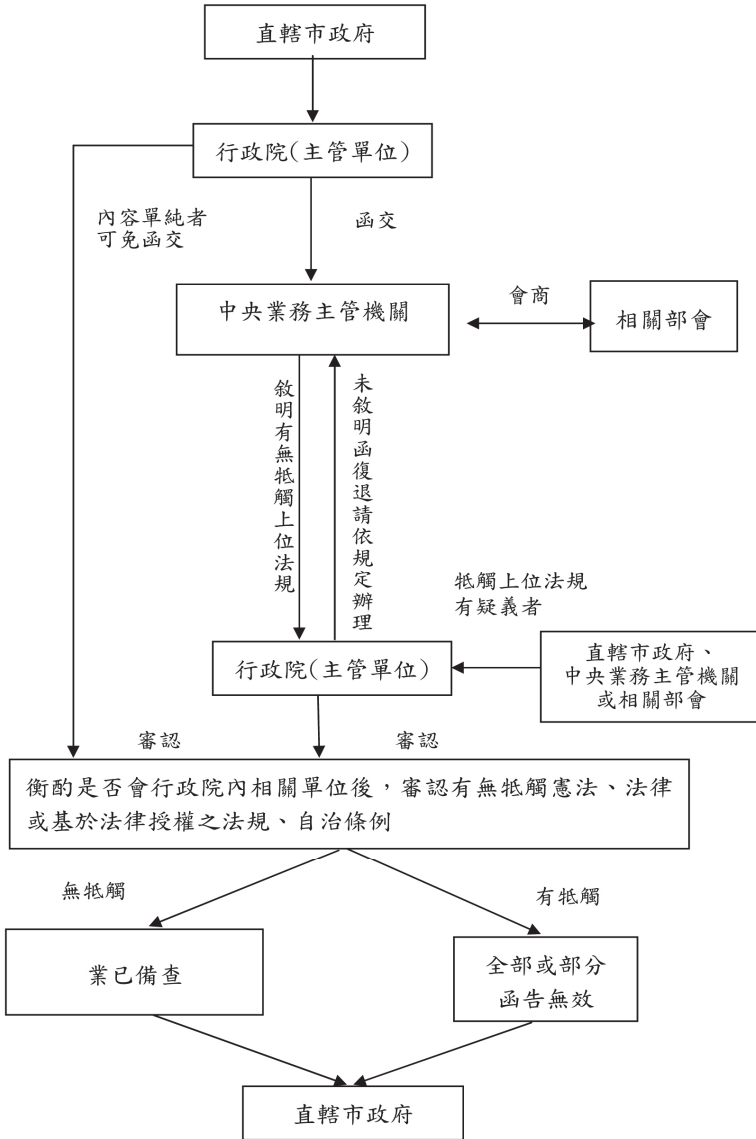 直轄市政府
行政院(主管單位)
內容單純者
可免函交
函交
中央業務主管機關
會商
相關部會
敘明有無牴觸上位法規
未敘明函復退請依規定辦理
牴觸上位法規
有疑義者
行政院(主管單位)
直轄市政府、
中央業務主管機關
或相關部會
審認
審認
衡酌是否會行政院內相關單位後，審認有無牴觸憲法、法律
或基於法律授權之法規、自治條例
無牴觸
有牴觸
業已備查
全部或部分
函告無效
直轄市政府